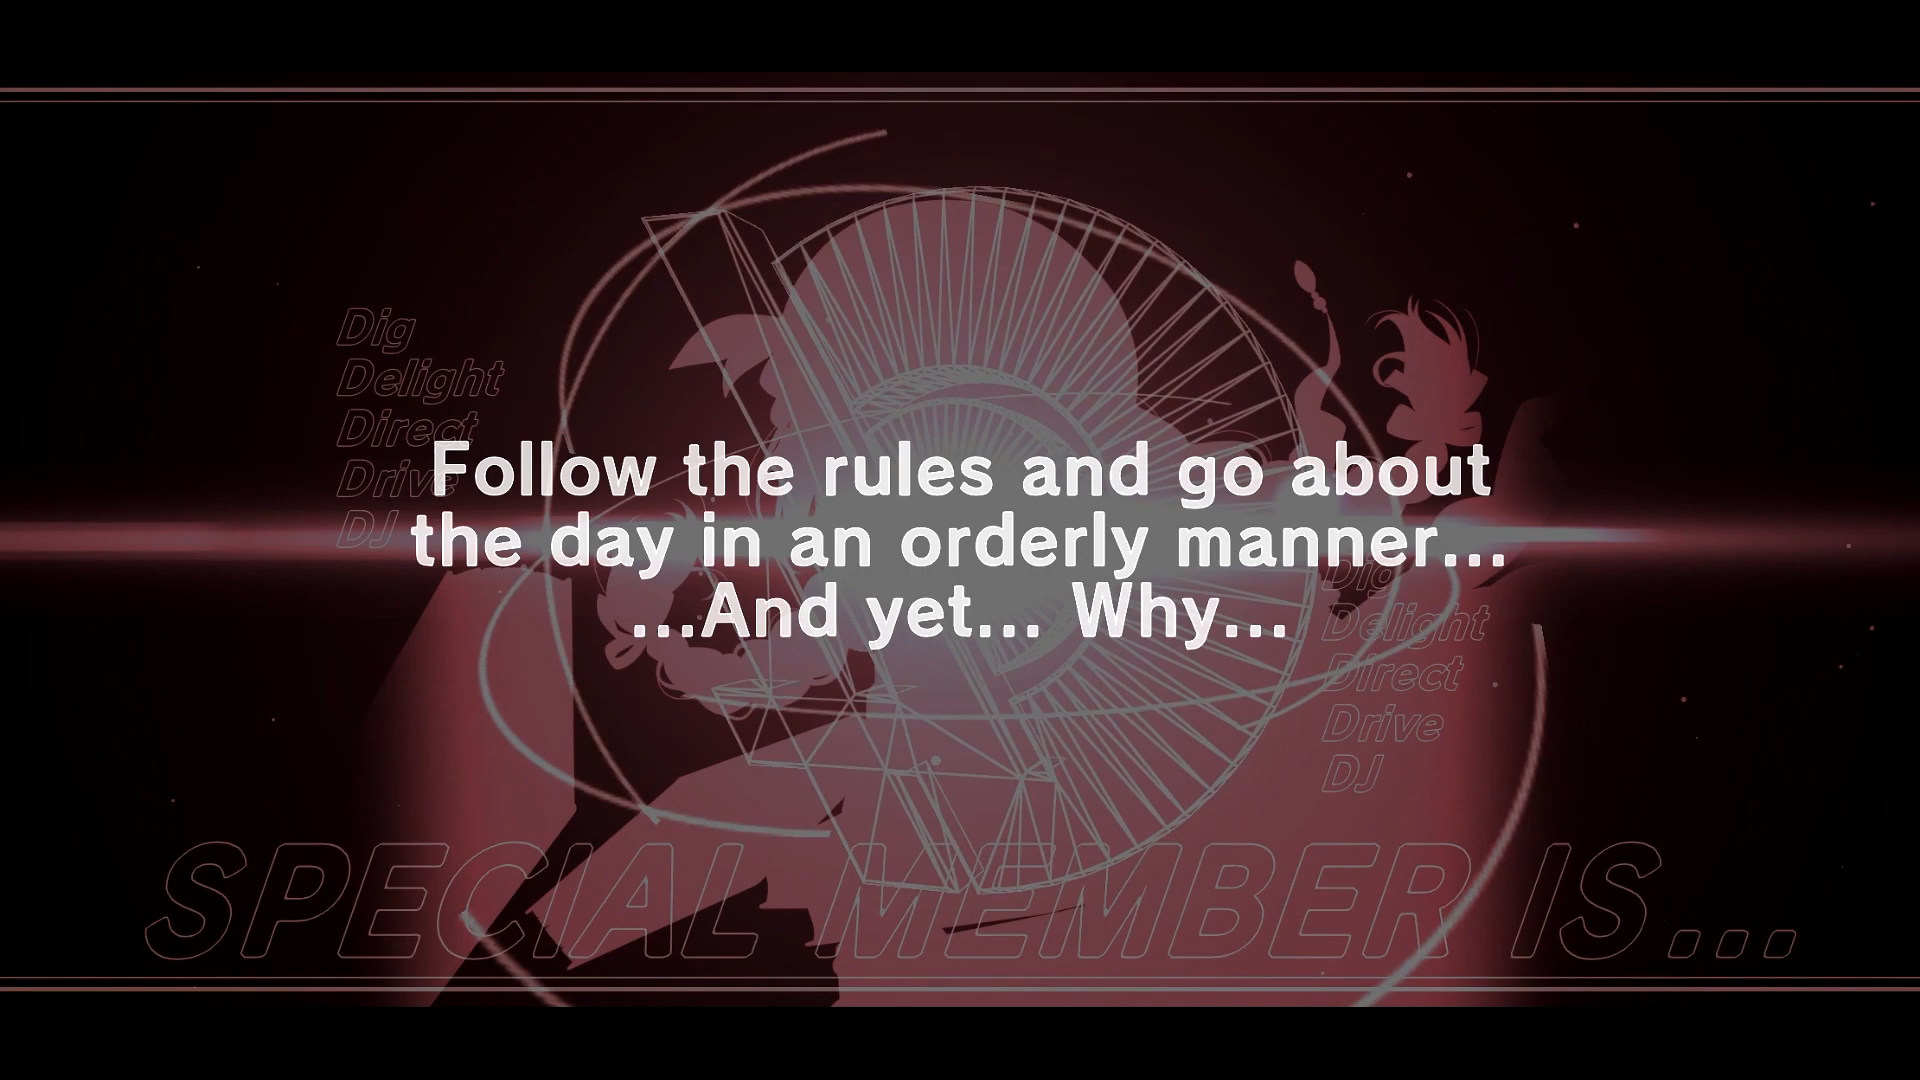 Dig
Delight
Direct
Drive
DJ
Follow the rules and go about
the day in an orderly manner...
...And yet... Why...
Dig
Delight
Direct
Drive
DJ
SPECIAL MEMBER IS...